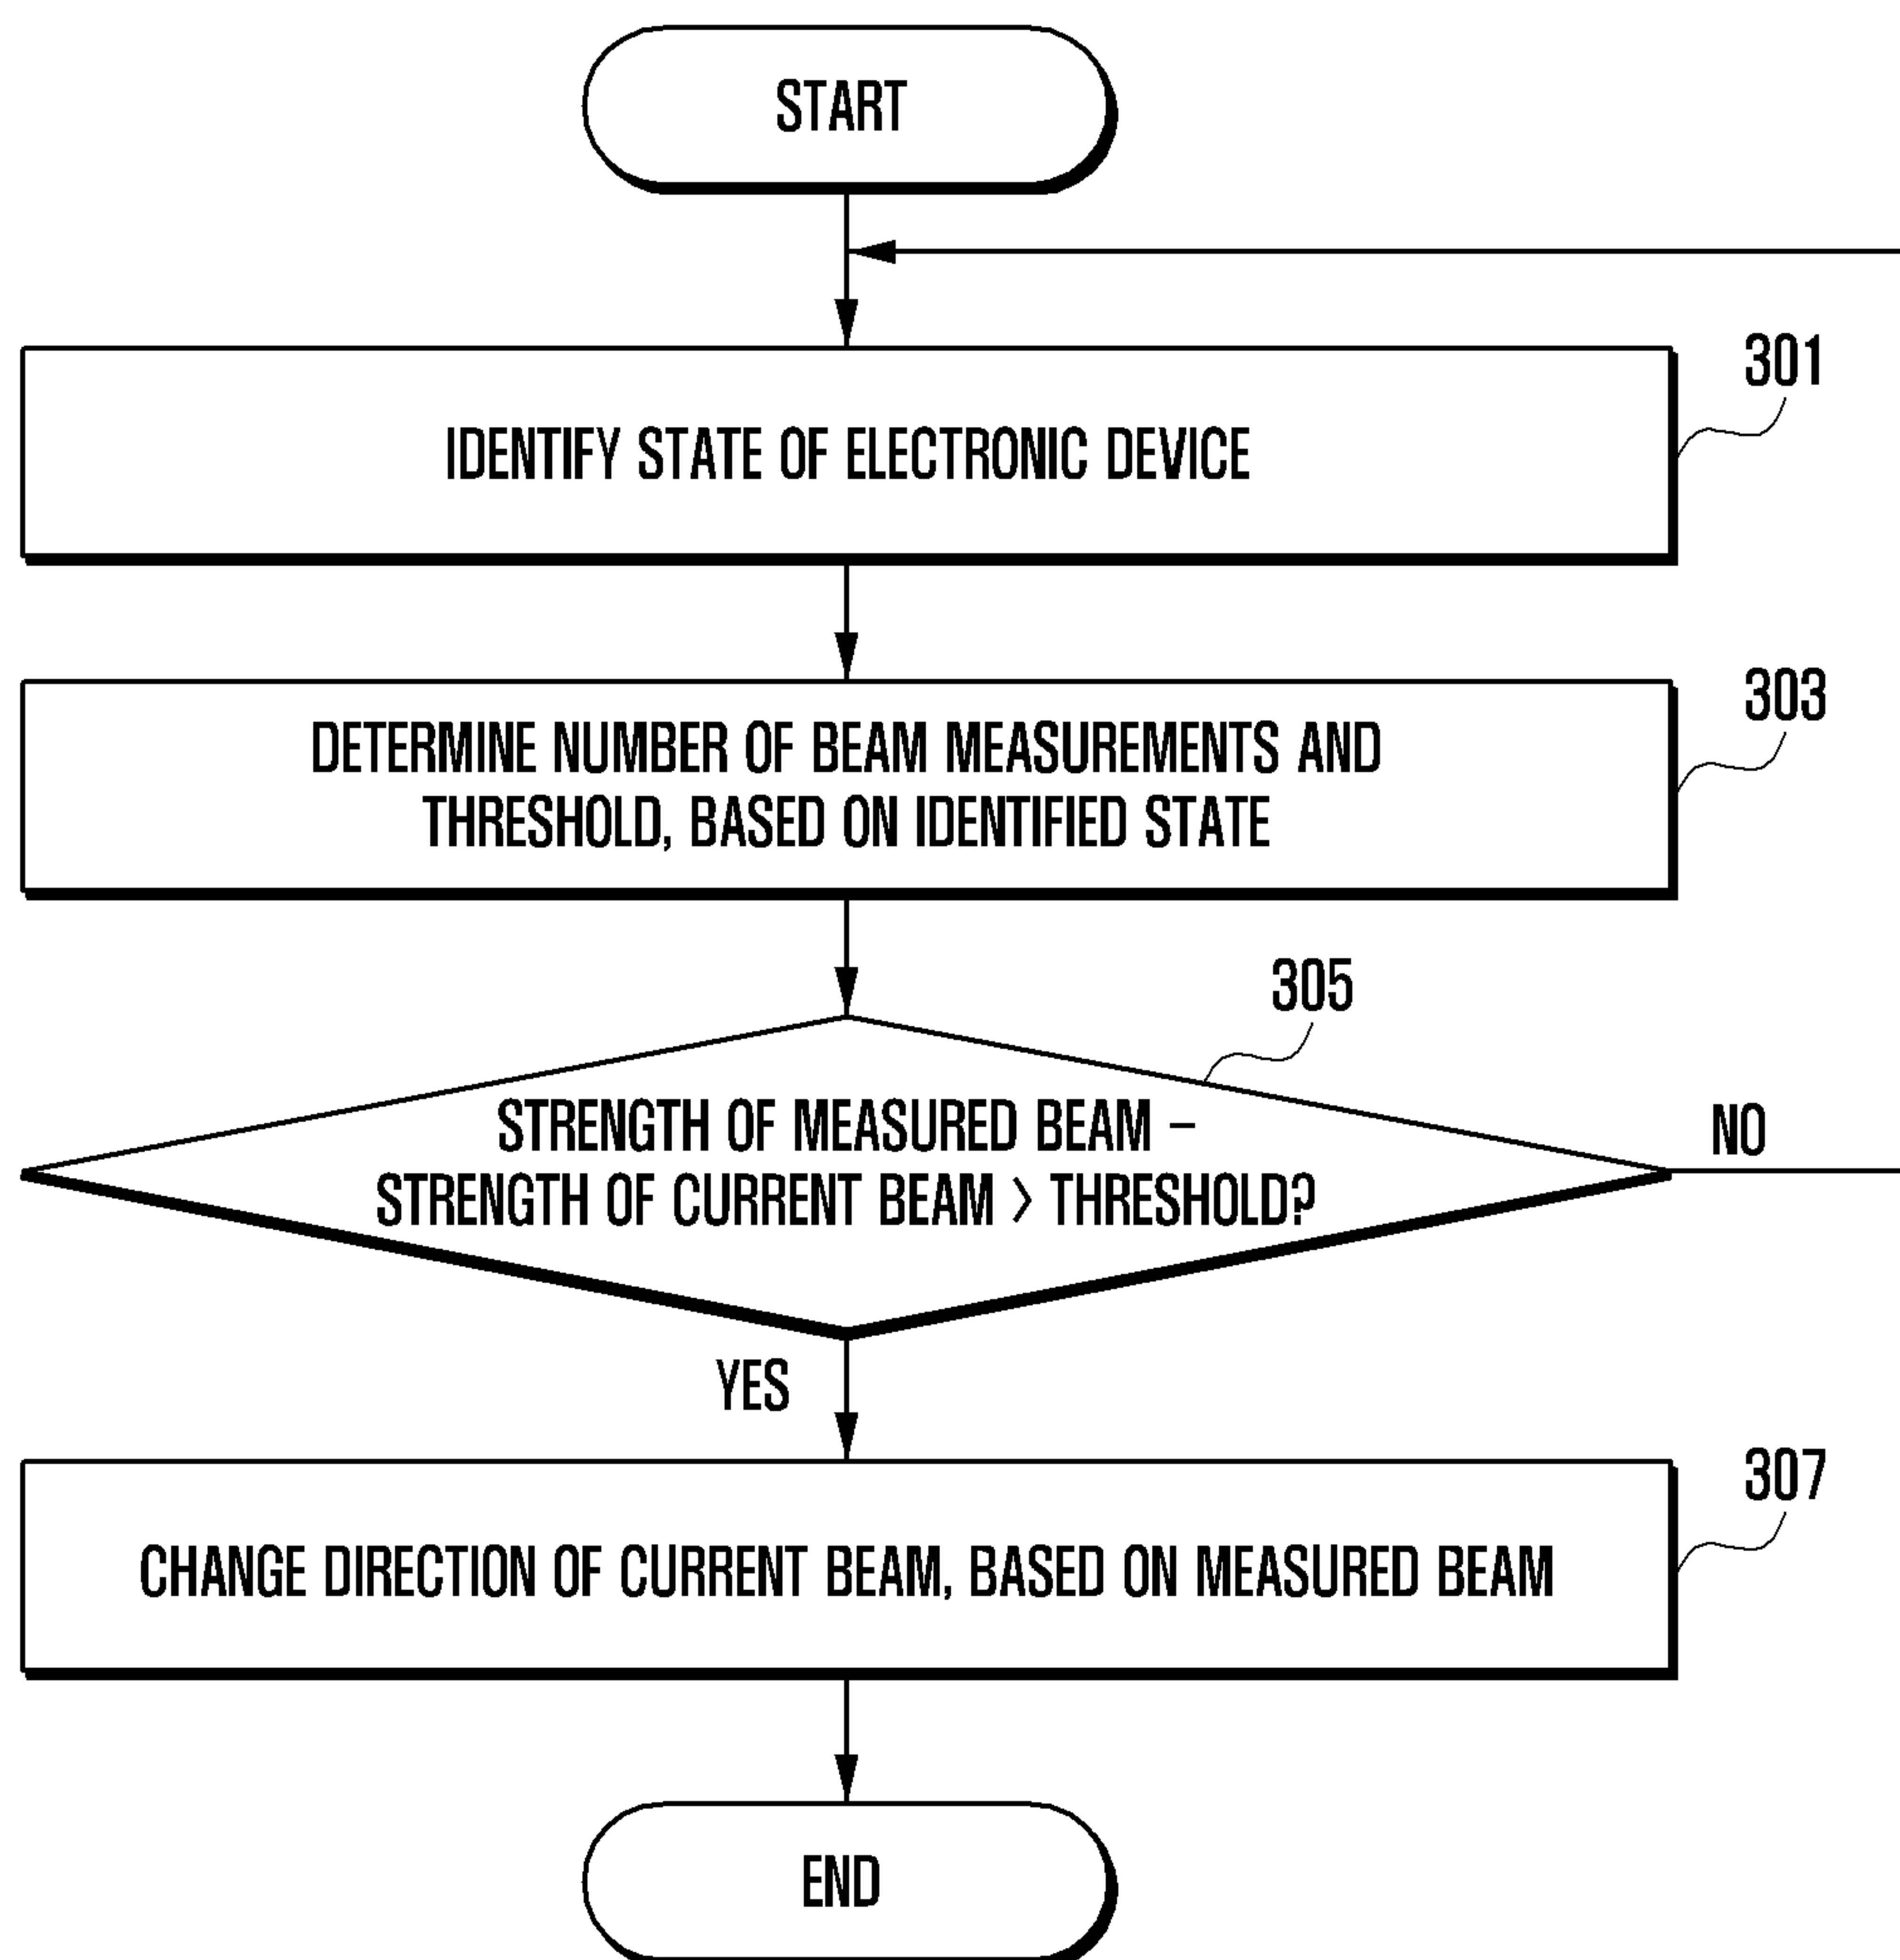 START
301
IDENTIFY STATE OF ELECTRONIC DEVICE
303
DETERMINE NUMBER OF BEAM MEASUREMENTS AND
THRESHOLD, BASED ON IDENTIFIED STATE
305
STRENGTH OF MEASURED BEAM –
STRENGTH OF CURRENT BEAM > THRESHOLD?
NO
YES
307
CHANGE DIRECTION OF CURRENT BEAM, BASED ON MEASURED BEAM
END